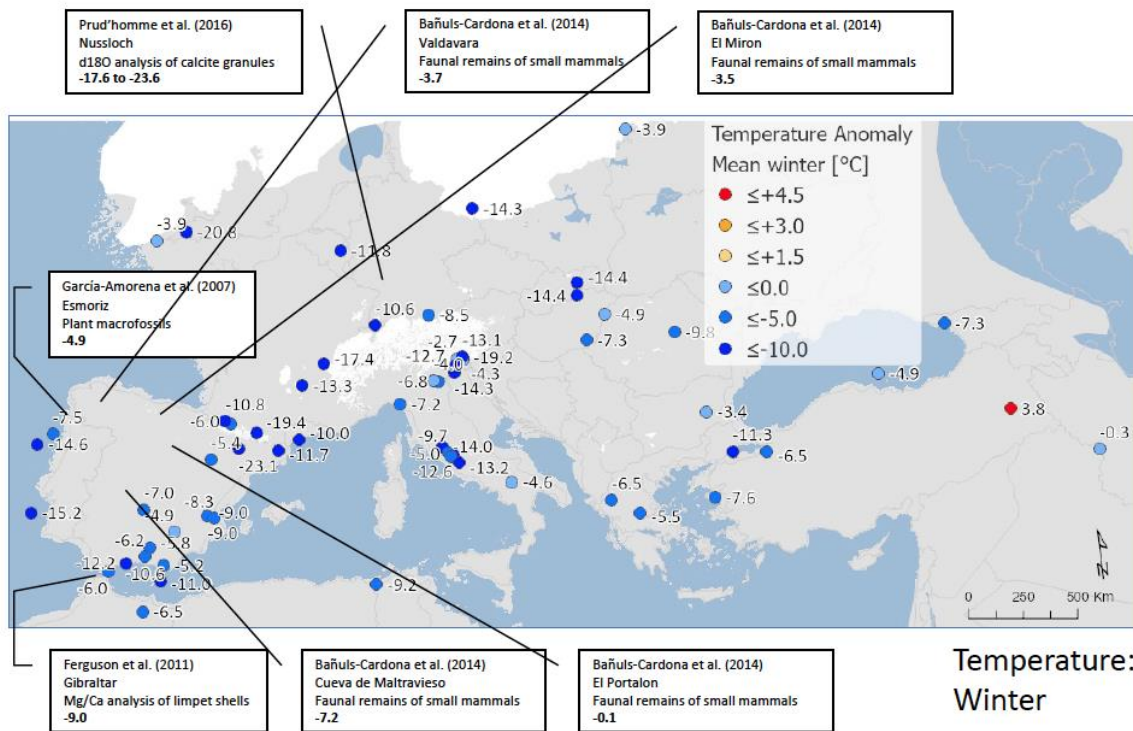 Prud'homme et al. (2016)
Nussloch
d18O analysis of calcite granules
-17.6 to -23.6
Bañuls-Cardona et al. (2014)
Valdavara
Faunal remains of small mammals
-3.7
Bañuls-Cardona et al. (2014)
El Miron
Faunal remains of small mammals
-3.5
Temperature Anomaly
Mean winter [°C]
≤+4.5
≤+3.0
≤+1.5
≤0.0
≤-5.0
≤-10.0
-3.9
-3.9
-20.8
-14.3
-11.8
García-Amorena et al. (2007)
Esmoriz
Plant macrofossils
-4.9
-14.4
-14.4
-10.6
-8.5
-4.9
-7.3
-9.8
-7.3
-2.7
-13.1
-12.7
-19.2
-4.0
-4.3
-17.4
-6.8
-14.3
-13.3
-4.9
-7.2
-10.8
-3.4
3.8
-7.5
-6.0
-19.4
-10.0
-14.6
-9.7
-14.0
-11.3
-0.3
-5.4
-11.7
-5.0
-6.5
-23.1
-12.6
-13.2
-4.6
-7.0
-8.3
-6.5
-7.6
-15.2
-4.9
-9.0
-9.0
-5.5
-6.2
-12.2
-5.2
-10.6
-11.0
-6.0
-9.2
-6.5
N
0 250 500 Km
Ferguson et al. (2011)
Gibraltar
Mg/Ca analysis of limpet shells
-9.0
Bañuls-Cardona et al. (2014)
Cueva de Maltravieso
Faunal remains of small mammals
-7.2
Bañuls-Cardona et al. (2014)
El Portalon
Faunal remains of small mammals
-0.1
Temperature:
Winter